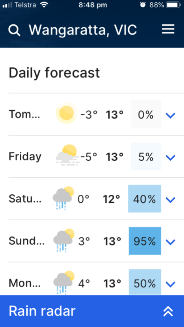 Telstra 8:48 pm 88%
Wangaratta, VIC
Daily forecast
Tom... -3° 13° 0%
Friday -5° 13° 5%
Satu... 0° 12° 40%
Sund... 3° 13° 95%
Mon... 4° 13° 50%
Rain radar